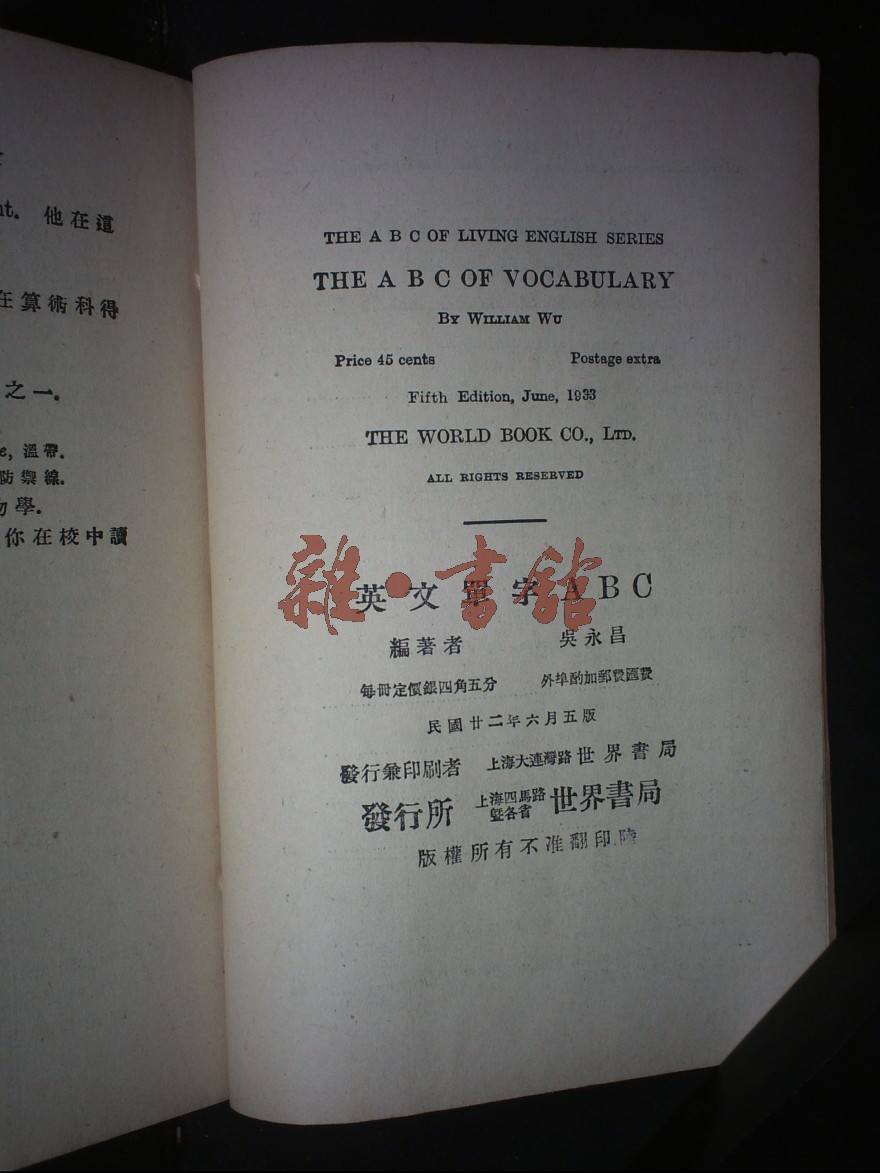 nt. 他在這
在算術科得
之一.
e, 溫帶.
防禦線.
物學.
你在校中讀
THE A B C OF LIVING ENGLISH SERIES
THE A B C OF VOCABULARY
BY WILLIAM WU
Price 45 cents Postage extra
Fifth Edition, June, 1933
THE WORLD BOOK CO., LTD.
ALL RIGHTS RESERVED
雜·書館
英文單字ABC
編著者 吳永昌
每冊定價銀四角五分 外埠酌加郵費匯費
民國廿二年六月五版
發行兼印刷者 上海大連灣路 世界書局
發行所 上海四馬路暨各省 世界書局
版權所有不准翻印